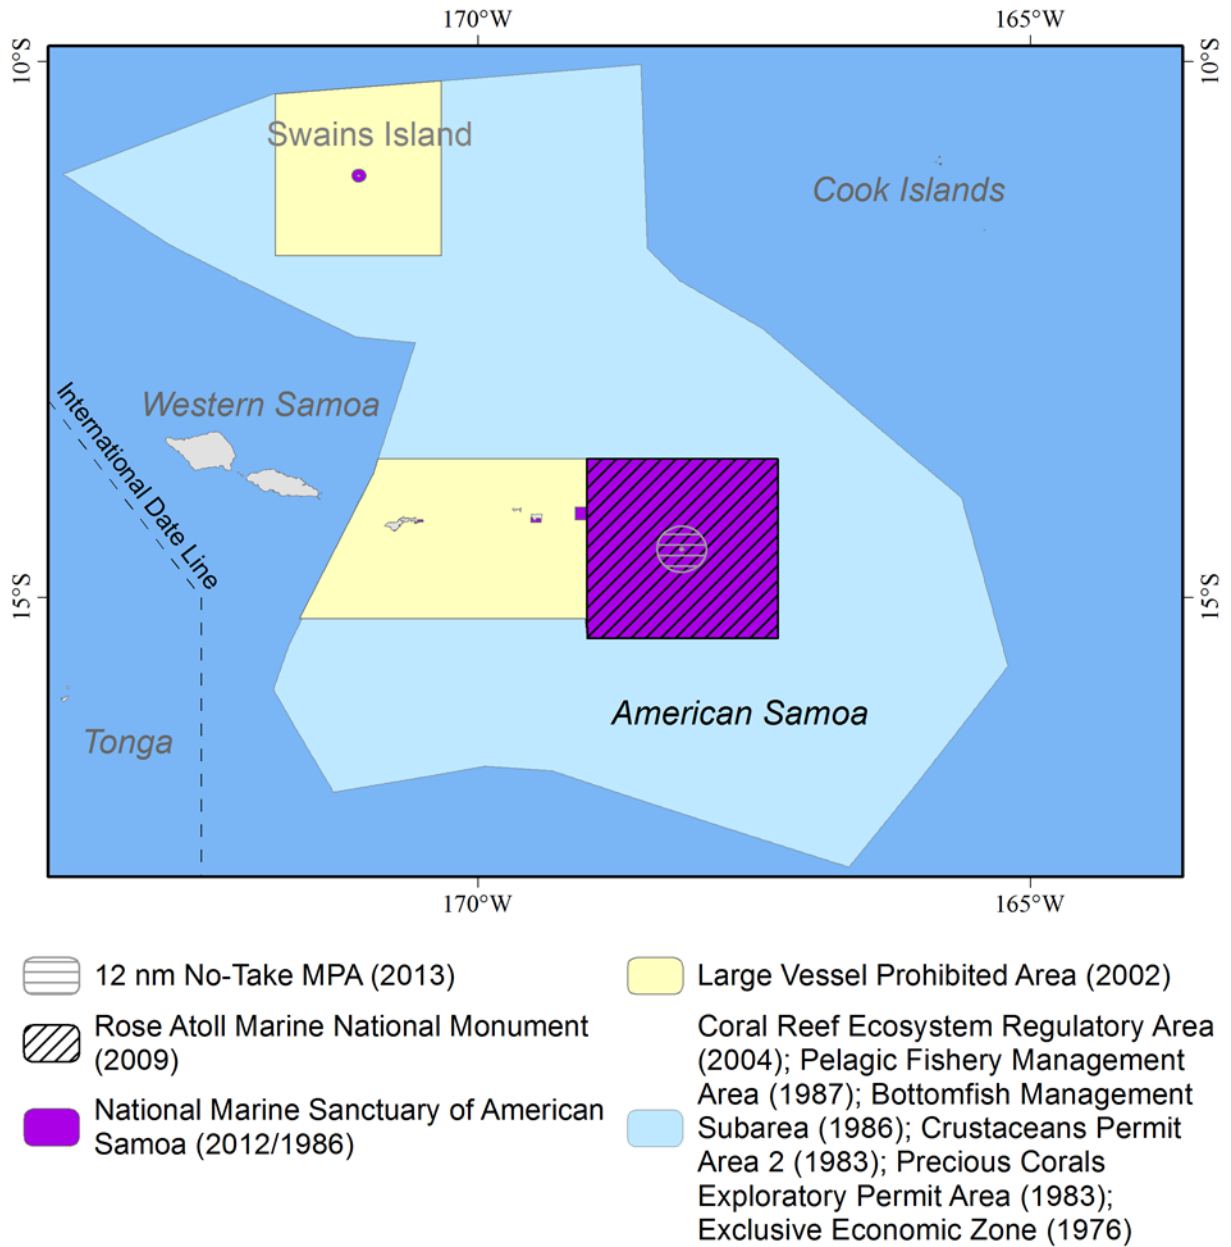 170°W
165°W
10°S
10°S
Swains Island
Cook Islands
Western Samoa
International Date Line
15°S
15°S
American Samoa
Tonga
170°W
165°W
12 nm No-Take MPA (2013)
Rose Atoll Marine National Monument
(2009)
National Marine Sanctuary of American
Samoa (2012/1986)
Large Vessel Prohibited Area (2002)
Coral Reef Ecosystem Regulatory Area
(2004); Pelagic Fishery Management
Area (1987); Bottomfish Management
Subarea (1986); Crustaceans Permit
Area 2 (1983); Precious Corals
Exploratory Permit Area (1983);
Exclusive Economic Zone (1976)